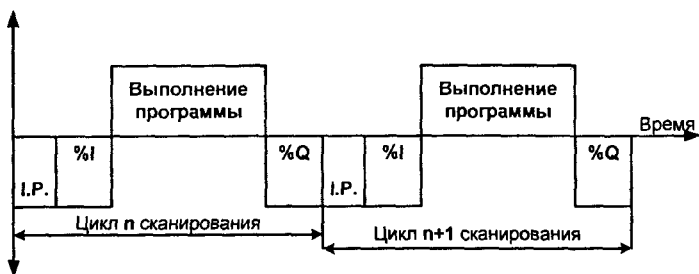 Выполнение
программы
Выполнение
программы
Время
%I
%Q
%I
%Q
I.P.
I.P.
Цикл n сканирования
Цикл n+1 сканирования